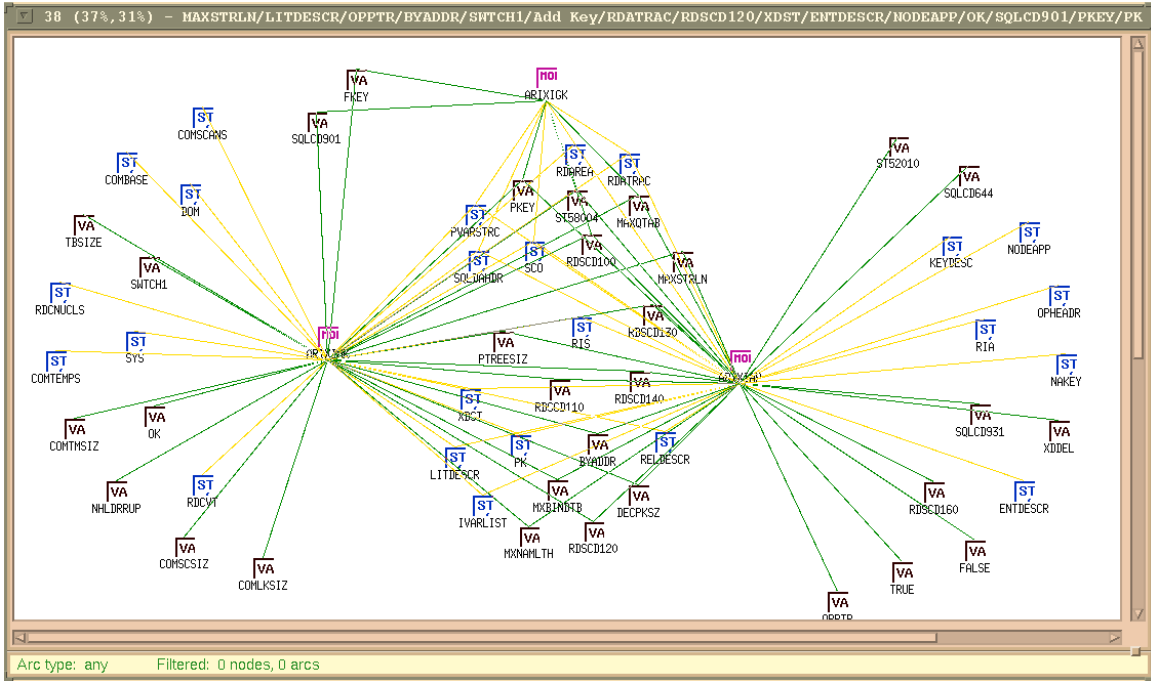 38 (37%,31%) - MAXSTRLN/LITDESCR/OPPTR/BYADDR/SWTCH1/Add Key/RDATRAC/RDSCD120/XDST/ENTDESCR/NODEAPP/OK/SQLCD901/PKEY/PK
MOI
ARIXIGK
VA
FKEY
ST
COMSCANS
VA
SQLCD901
VA
ST52010
ST
RDAREA
ST
RDATRAC
ST
COMBASE
VA
SQLCD644
ST
DOM
VA
PKEY
VA
ST58004
VA
MAXQTAB
ST
PVARSTRC
VA
TBSIZE
ST
NODEAPP
ST
KEYDESC
VA
RDSCD100
ST
SCO
ST
SQLDAHDR
VA
MAXSTRLN
VA
SWTCH1
ST
RDCNUCLS
ST
OPHEADR
VA
RDSCD130
ST
RIS
ST
RIA
MOI
ST
SYS
VA
PTREESIZ
ST
COMTEMPS
MOI
ST
NAKEY
VA
RDSCD140
VA
RDSCD110
ST
XDST
VA
OK
VA
COMTMSIZ
VA
SQLCD931
VA
XDDEL
ST
PK
VA
BYADDR
ST
RELDESCR
ST
LITDESCR
ST
RDCVT
VA
NHLDRRUP
VA
MXBINDTB
VA
DECPKSZ
VA
RDSCD160
ST
ENTDESCR
ST
IVARLIST
VA
MXNAMLTH
VA
RDSCD120
VA
COMSCSIZ
VA
COMLKSIZ
VA
FALSE
VA
TRUE
VA
OPPTR
Arc type: any Filtered: 0 nodes, 0 arcs